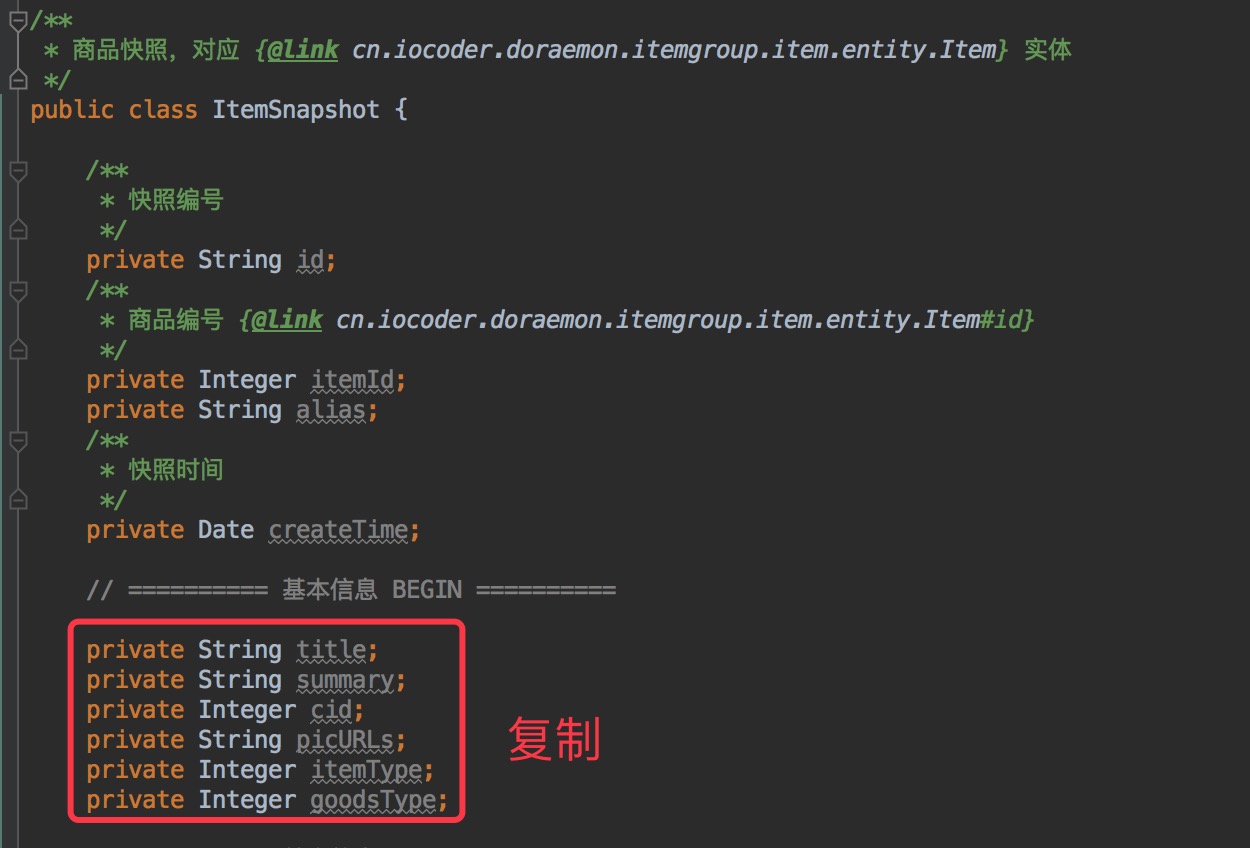 /**
 * 商品快照，对应 {@link cn.iocoder.doraemon.itemgroup.item.entity.Item} 实体
 */
public class ItemSnapshot {
    /**
     * 快照编号
     */
    private String id;
    /**
     * 商品编号 {@link cn.iocoder.doraemon.itemgroup.item.entity.Item#id}
     */
    private Integer itemId;
    private String alias;
    /**
     * 快照时间
     */
    private Date createTime;
    // ========== 基本信息 BEGIN ==========
    private String title;
    private String summary;
    private Integer cid;
    private String picURLs;
    private Integer itemType;
    private Integer goodsType;
复制